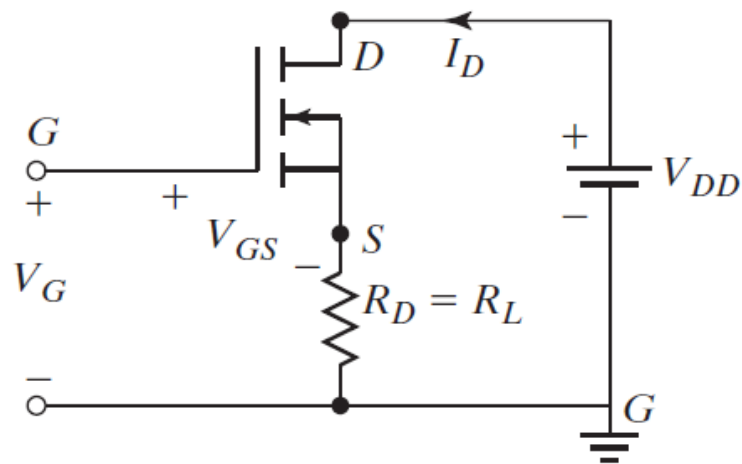 D
I_D
G
+
+
V_GS
−
S
V_G
−
R_D = R_L
+
V_DD
−
G